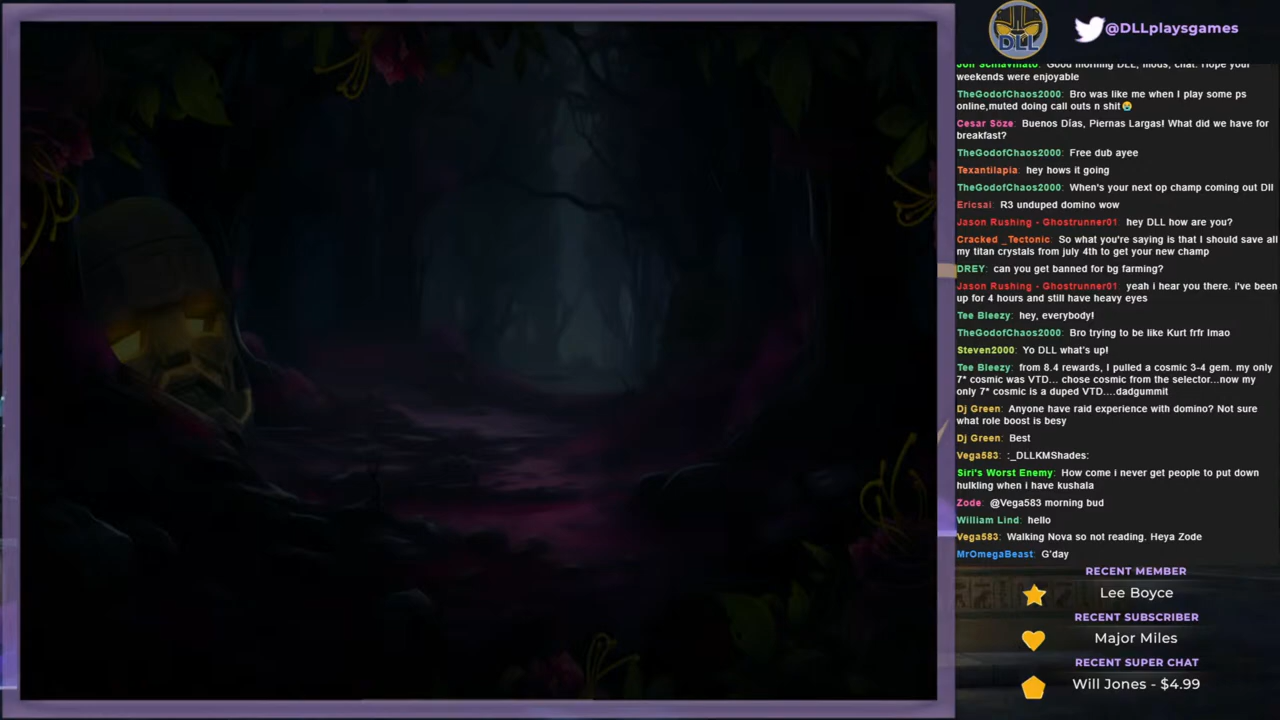 DLL
@DLLplaysgames
Jon Schiavinato: Good morning DLL, mods, chat. Hope your
weekends were enjoyable
TheGodofChaos2000: Bro was like me when I play some ps
online,muted doing call outs n shit😭
Cesar Söze: Buenos Días, Piernas Largas! What did we have for
breakfast?
TheGodofChaos2000: Free dub ayee
Texantilapia: hey hows it going
TheGodofChaos2000: When's your next op champ coming out Dll
Ericsai: R3 unduped domino wow
Jason Rushing - Ghostrunner01: hey DLL how are you?
Cracked _Tectonic: So what you're saying is that I should save all
my titan crystals from july 4th to get your new champ
DREY: can you get banned for bg farming?
Jason Rushing - Ghostrunner01: yeah i hear you there. i've been
up for 4 hours and still have heavy eyes
Tee Bleezy: hey, everybody!
TheGodofChaos2000: Bro trying to be like Kurt frfr lmao
Steven2000: Yo DLL what's up!
Tee Bleezy: from 8.4 rewards, I pulled a cosmic 3-4 gem. my only
7* cosmic was VTD... chose cosmic from the selector...now my
only 7* cosmic is a duped VTD....dadgummit
Dj Green: Anyone have raid experience with domino? Not sure
what role boost is besy
Dj Green: Best
Vega583: :_DLLKMShades:
Siri's Worst Enemy: How come i never get people to put down
hulkling when i have kushala
Zode: @Vega583 morning bud
William Lind: hello
Vega583: Walking Nova so not reading. Heya Zode
MrOmegaBeast: G'day
RECENT MEMBER
Lee Boyce
RECENT SUBSCRIBER
Major Miles
RECENT SUPER CHAT
Will Jones - $4.99